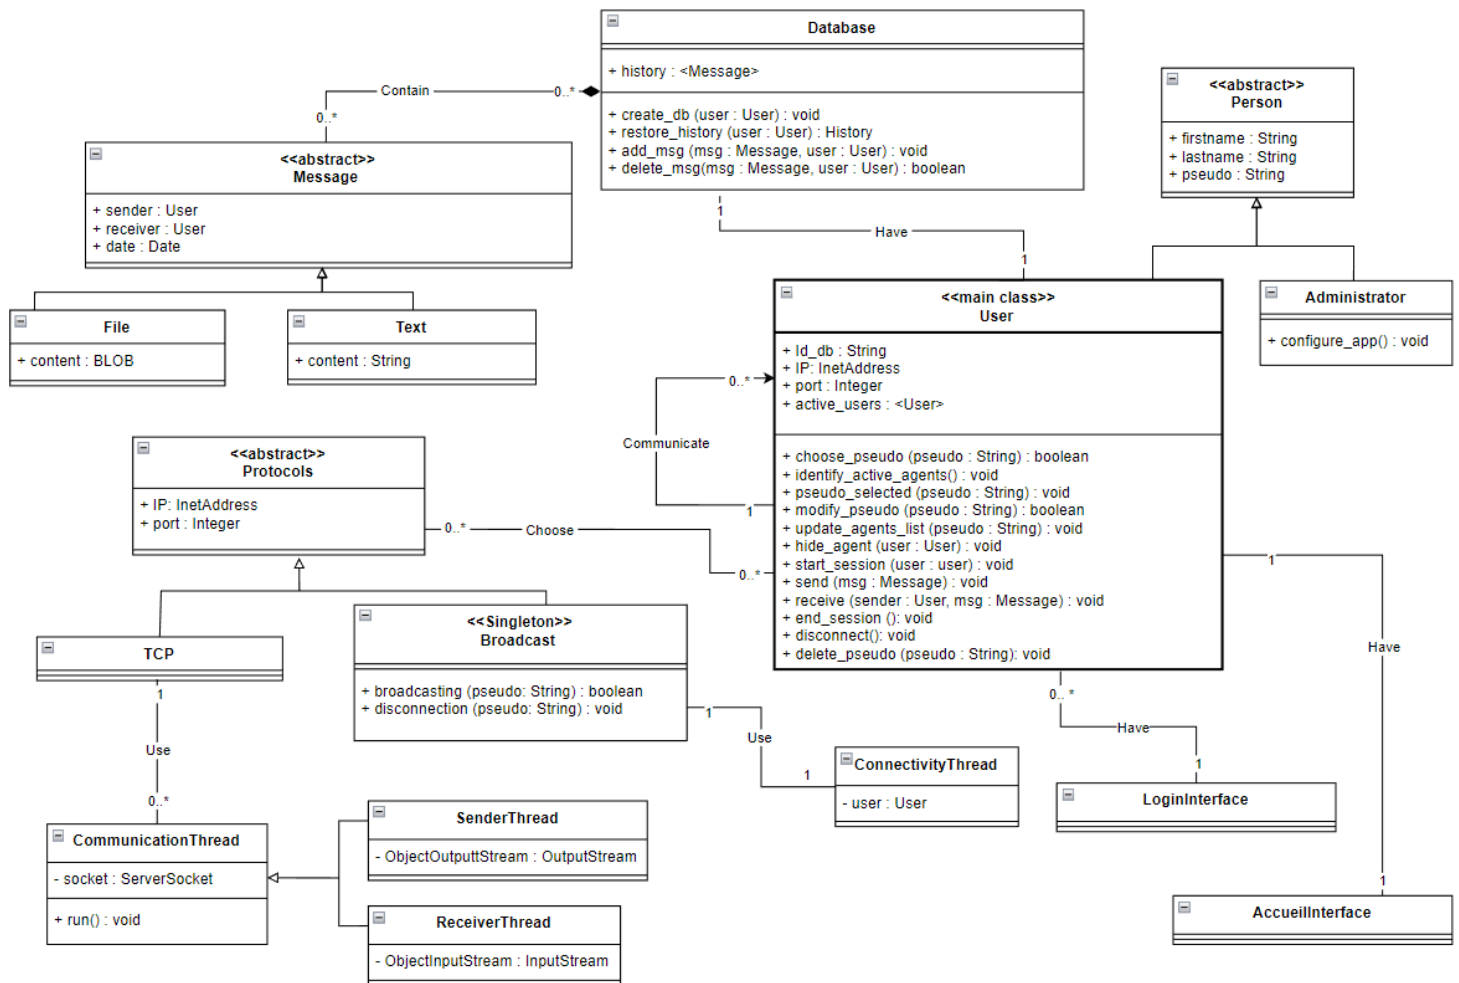 Database
+ history : <Message>
+ create_db (user : User) : void
+ restore_history (user : User) : History
+ add_msg (msg : Message, user : User) : void
+ delete_msg(msg : Message, user : User) : boolean
Contain
0..*
0..*
<<abstract>>
Person
+ firstname : String
+ lastname : String
+ pseudo : String
<<abstract>>
Message
+ sender : User
+ receiver : User
+ date : Date
1
Have
1
File
+ content : BLOB
Text
+ content : String
<<main class>>
User
+ Id_db : String
+ IP: InetAddress
+ port : Integer
+ active_users : <User>
+ choose_pseudo (pseudo : String) : boolean
+ identify_active_agents() : void
+ pseudo_selected (pseudo : String) : void
+ modify_pseudo (pseudo : String) : boolean
+ update_agents_list (pseudo : String) : void
+ hide_agent (user : User) : void
+ start_session (user : user) : void
+ send (msg : Message) : void
+ receive (sender : User, msg : Message) : void
+ end_session (): void
+ disconnect(): void
+ delete_pseudo (pseudo : String): void
Administrator
+ configure_app() : void
0..*
Communicate
1
<<abstract>>
Protocols
+ IP: InetAddress
+ port : Integer
0..*
Choose
0..*
1
Have
1
TCP
<<Singleton>>
Broadcast
+ broadcasting (pseudo: String) : boolean
+ disconnection (pseudo: String) : void
1
Use
0..*
1
Use
1
0.. *
Have
1
ConnectivityThread
- user : User
LoginInterface
CommunicationThread
- socket : ServerSocket
+ run() : void
SenderThread
- ObjectOutputtStream : OutputStream
ReceiverThread
- ObjectInputStream : InputStream
AccueilInterface